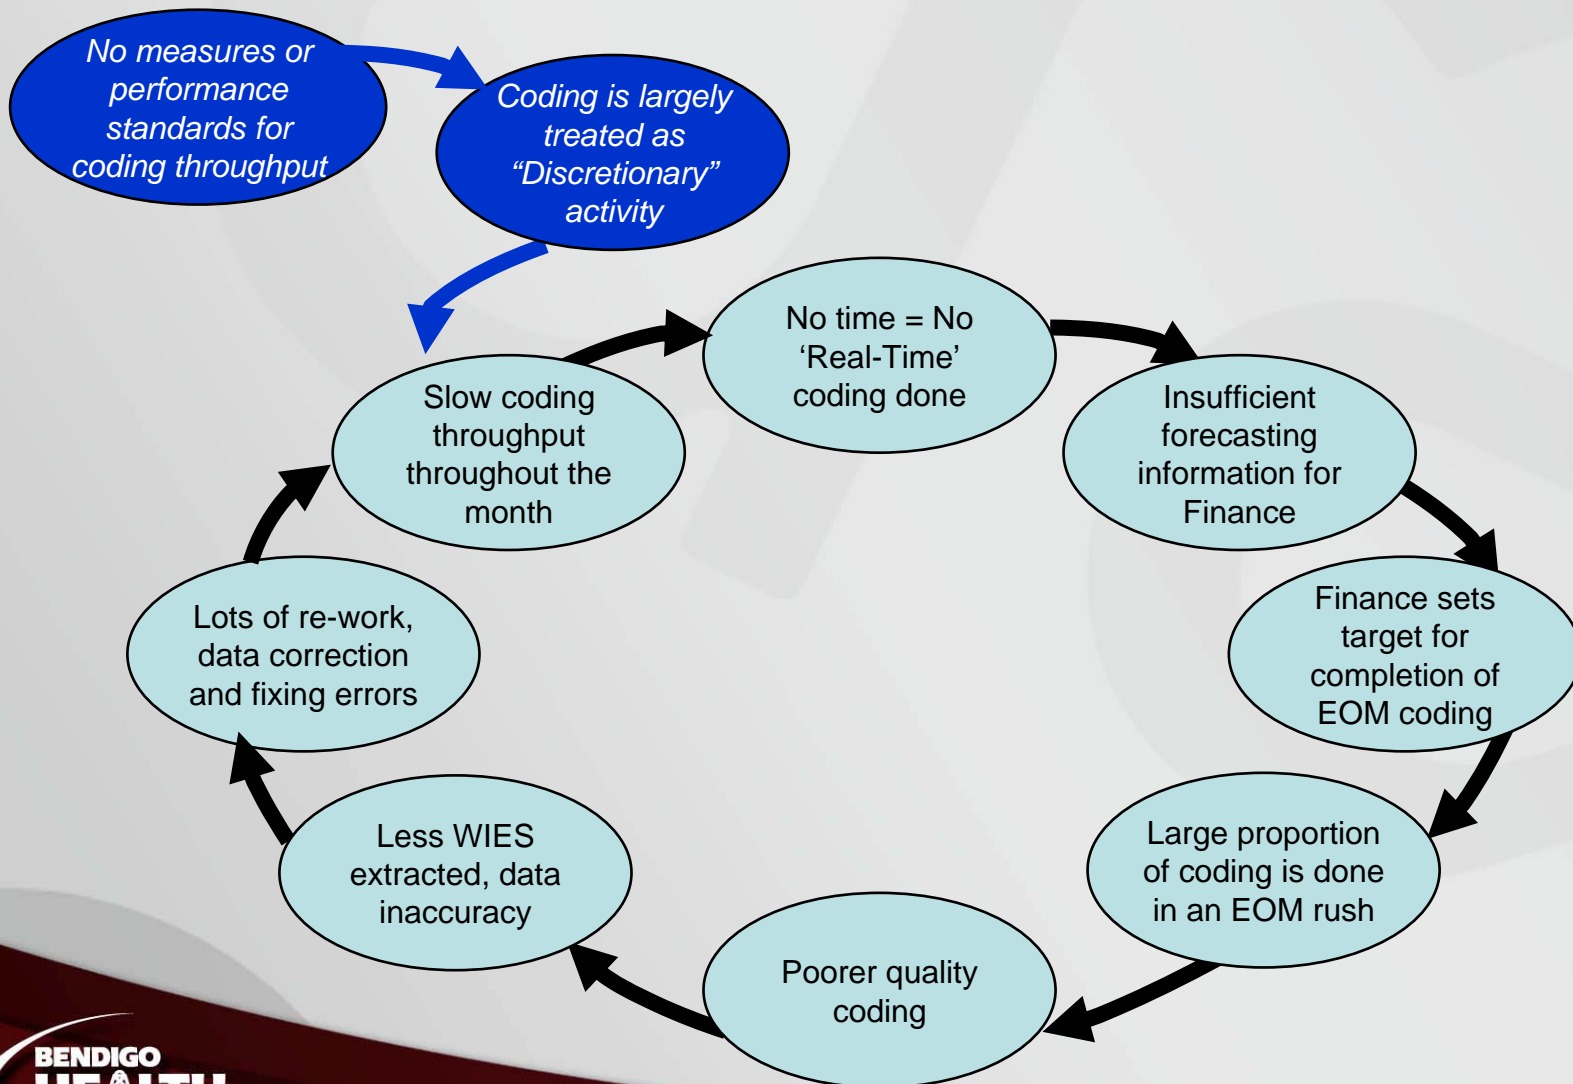 No measures or
performance
standards for
coding throughput
Coding is largely
treated as
“Discretionary”
activity
No time = No
‘Real-Time’
coding done
Slow coding
throughput
throughout the
month
Insufficient
forecasting
information for
Finance
Finance sets
target for
completion of
EOM coding
Large proportion
of coding is done
in an EOM rush
Poorer quality
coding
Less WIES
extracted, data
inaccuracy
Lots of re-work,
data correction
and fixing errors
BENDIGO
HEALTH